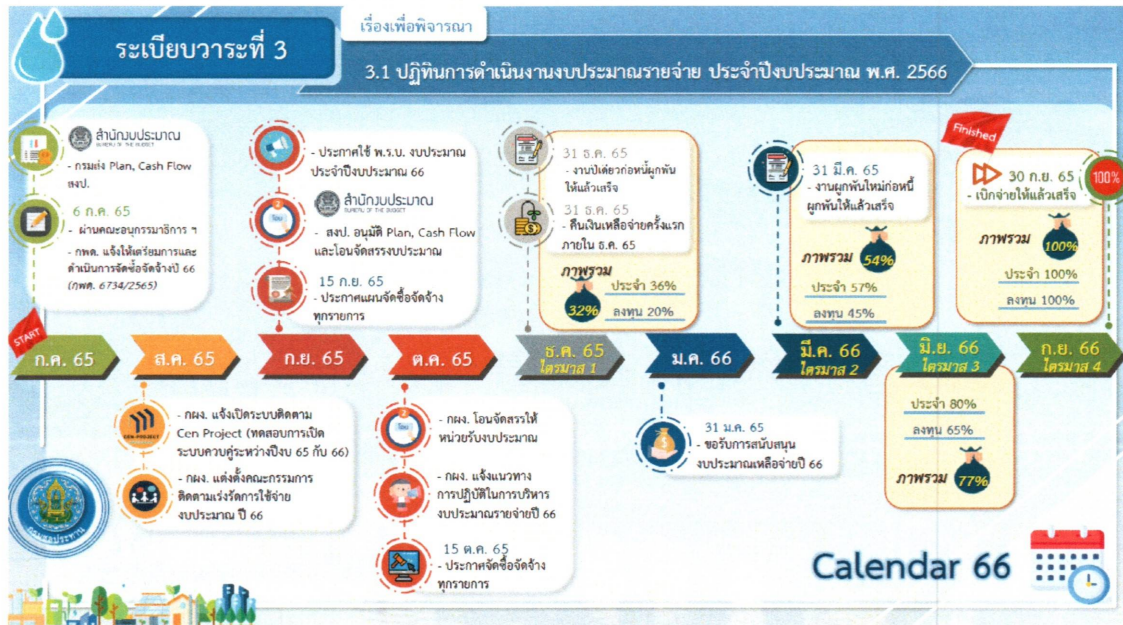 เรื่องเพื่อพิจารณา
ระเบียบวาระที่ 3
3.1 ปฏิทินการดำเนินงานงบประมาณรายจ่าย ประจำปีงบประมาณ พ.ศ. 2566
สำนักงบประมาณ
BUREAU OF THE BUDGET
- กรมส่ง Plan, Cash Flow
สงป.
6 ก.ค. 65
- ผ่านคณะอนุกรรมาธิการ ฯ
- กพด. แจ้งให้เตรียมการและ
ดำเนินการจัดซื้อจัดจ้างปี 66
(กพด. 6734/2565)
- ประกาศใช้ พ.ร.บ. งบประมาณ
ประจำปีงบประมาณ 66
สำนักงบประมาณ
BUREAU OF THE BUDGET
- สงป. อนุมัติ Plan, Cash Flow
และโอนจัดสรรงบประมาณ
15 ก.ย. 65
- ประกาศแผนจัดซื้อจัดจ้าง
ทุกรายการ
31 ธ.ค. 65
- งานปีเดียวก่อหนี้ผูกพัน
ให้แล้วเสร็จ
31 ธ.ค. 65
- คืนเงินเหลือจ่ายครั้งแรก
ภายใน ธ.ค. 65
ภาพรวม
32%
ประจำ 36%
ลงทุน 20%
31 มี.ค. 65
- งานผูกพันใหม่ก่อหนี้
ผูกพันให้แล้วเสร็จ
ภาพรวม
54%
ประจำ 57%
ลงทุน 45%
Finished
30 ก.ย. 65
- เบิกจ่ายให้แล้วเสร็จ
100%
ภาพรวม
100%
ประจำ 100%
ลงทุน 100%
START
ก.ค. 65
ส.ค. 65
ก.ย. 65
ต.ค. 65
ธ.ค. 65
ไตรมาส 1
ม.ค. 66
มี.ค. 66
ไตรมาส 2
มิ.ย. 66
ไตรมาส 3
ก.ย. 66
ไตรมาส 4
CEN-PROJECT
- กผง. แจ้งเปิดระบบติดตาม
Cen Project (ทดสอบการเปิด
ระบบควบคู่ระหว่างปีงบ 65 กับ 66)
- กผง. แต่งตั้งคณะกรรมการ
ติดตามเร่งรัดการใช้จ่าย
งบประมาณ ปี 66
- กผง. โอนจัดสรรให้
หน่วยรับงบประมาณ
- กผง. แจ้งแนวทาง
การปฏิบัติในการบริหาร
งบประมาณรายจ่ายปี 66
15 ต.ค. 65
- ประกาศจัดซื้อจัดจ้าง
ทุกรายการ
31 ม.ค. 65
- ขอรับการสนับสนุน
งบประมาณเหลือจ่ายปี 66
ประจำ 80%
ลงทุน 65%
ภาพรวม
77%
กรมชลประทาน
Calendar 66